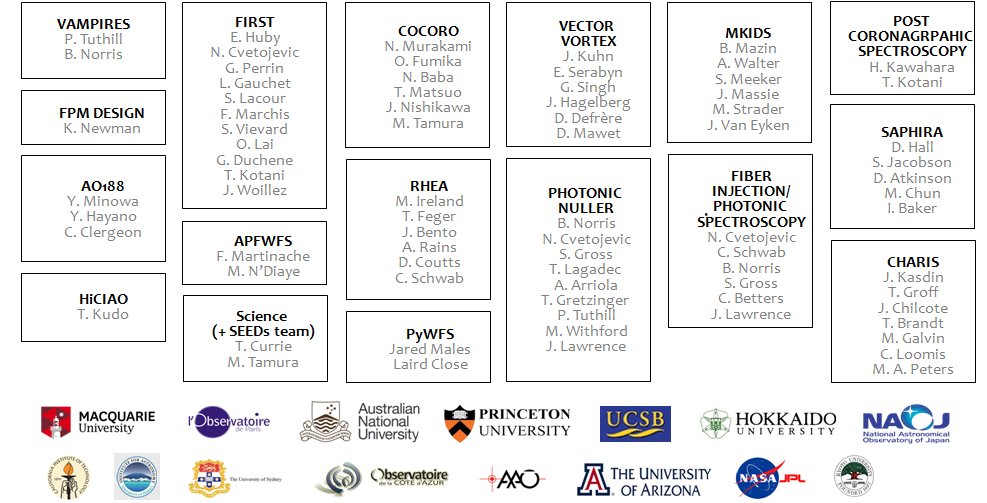 VAMPIRES
P. Tuthill
B. Norris
FPM DESIGN
K. Newman
AO188
Y. Minowa
Y. Hayano
C. Clergeon
HiCIAO
T. Kudo
FIRST
E. Huby
N. Cvetojevic
G. Perrin
L. Gauchet
S. Lacour
F. Marchis
S. Vievard
O. Lai
G. Duchene
T. Kotani
J. Woillez
APFWFS
F. Martinache
M. N'Diaye
Science
(+ SEEDs team)
T. Currie
M. Tamura
COCORO
N. Murakami
O. Fumika
N. Baba
T. Matsuo
J. Nishikawa
M. Tamura
RHEA
M. Ireland
T. Feger
J. Bento
A. Rains
D. Coutts
C. Schwab
PyWFS
Jared Males
Laird Close
VECTOR
VORTEX
J. Kuhn
E. Serabyn
G. Singh
J. Hagelberg
D. Defrère
D. Mawet
PHOTONIC
NULLER
B. Norris
N. Cvetojevic
S. Gross
T. Lagadec
A. Arriola
T. Gretzinger
P. Tuthill
M. Withford
J. Lawrence
MKIDS
B. Mazin
A. Walter
S. Meeker
J. Massie
M. Strader
J. Van Eyken
FIBER
INJECTION/
PHOTONIC
SPECTROSCOPY
N. Cvetojevic
C. Schwab
B. Norris
S. Gross
C. Betters
J. Lawrence
POST
CORONAGRPAHIC
SPECTROSCOPY
H. Kawahara
T. Kotani
SAPHIRA
D. Hall
S. Jacobson
D. Atkinson
M. Chun
I. Baker
CHARIS
J. Kasdin
T. Groff
J. Chilcote
T. Brandt
M. Galvin
C. Loomis
M. A. Peters
MACQUARIE
University
l'Observatoire
de Paris
Australian
National
University
PRINCETON
UNIVERSITY
UCSB
HOKKAIDO
UNIVERSITY
NAOJ
National Astronomical
Observatory of Japan
INSTITUTE FOR ASTRONOMY
The University of Sydney
Observatoire
de la CÔTE d'AZUR
AAO
THE UNIVERSITY
OF ARIZONA
NASA
JPL